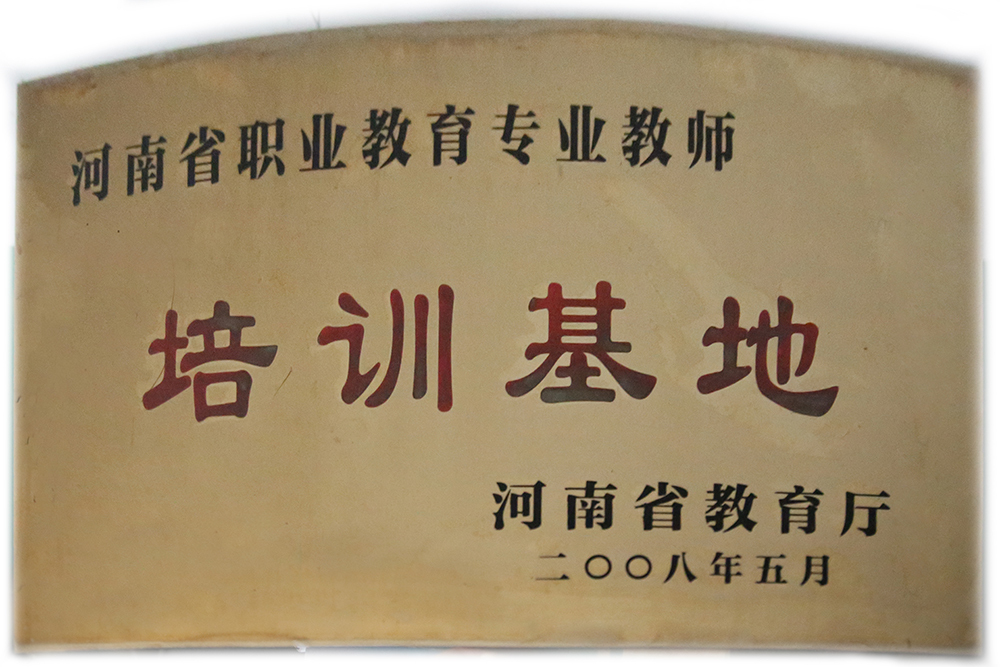 河南省职业教育专业教师
培训基地
河南省教育厅
二〇〇八年五月